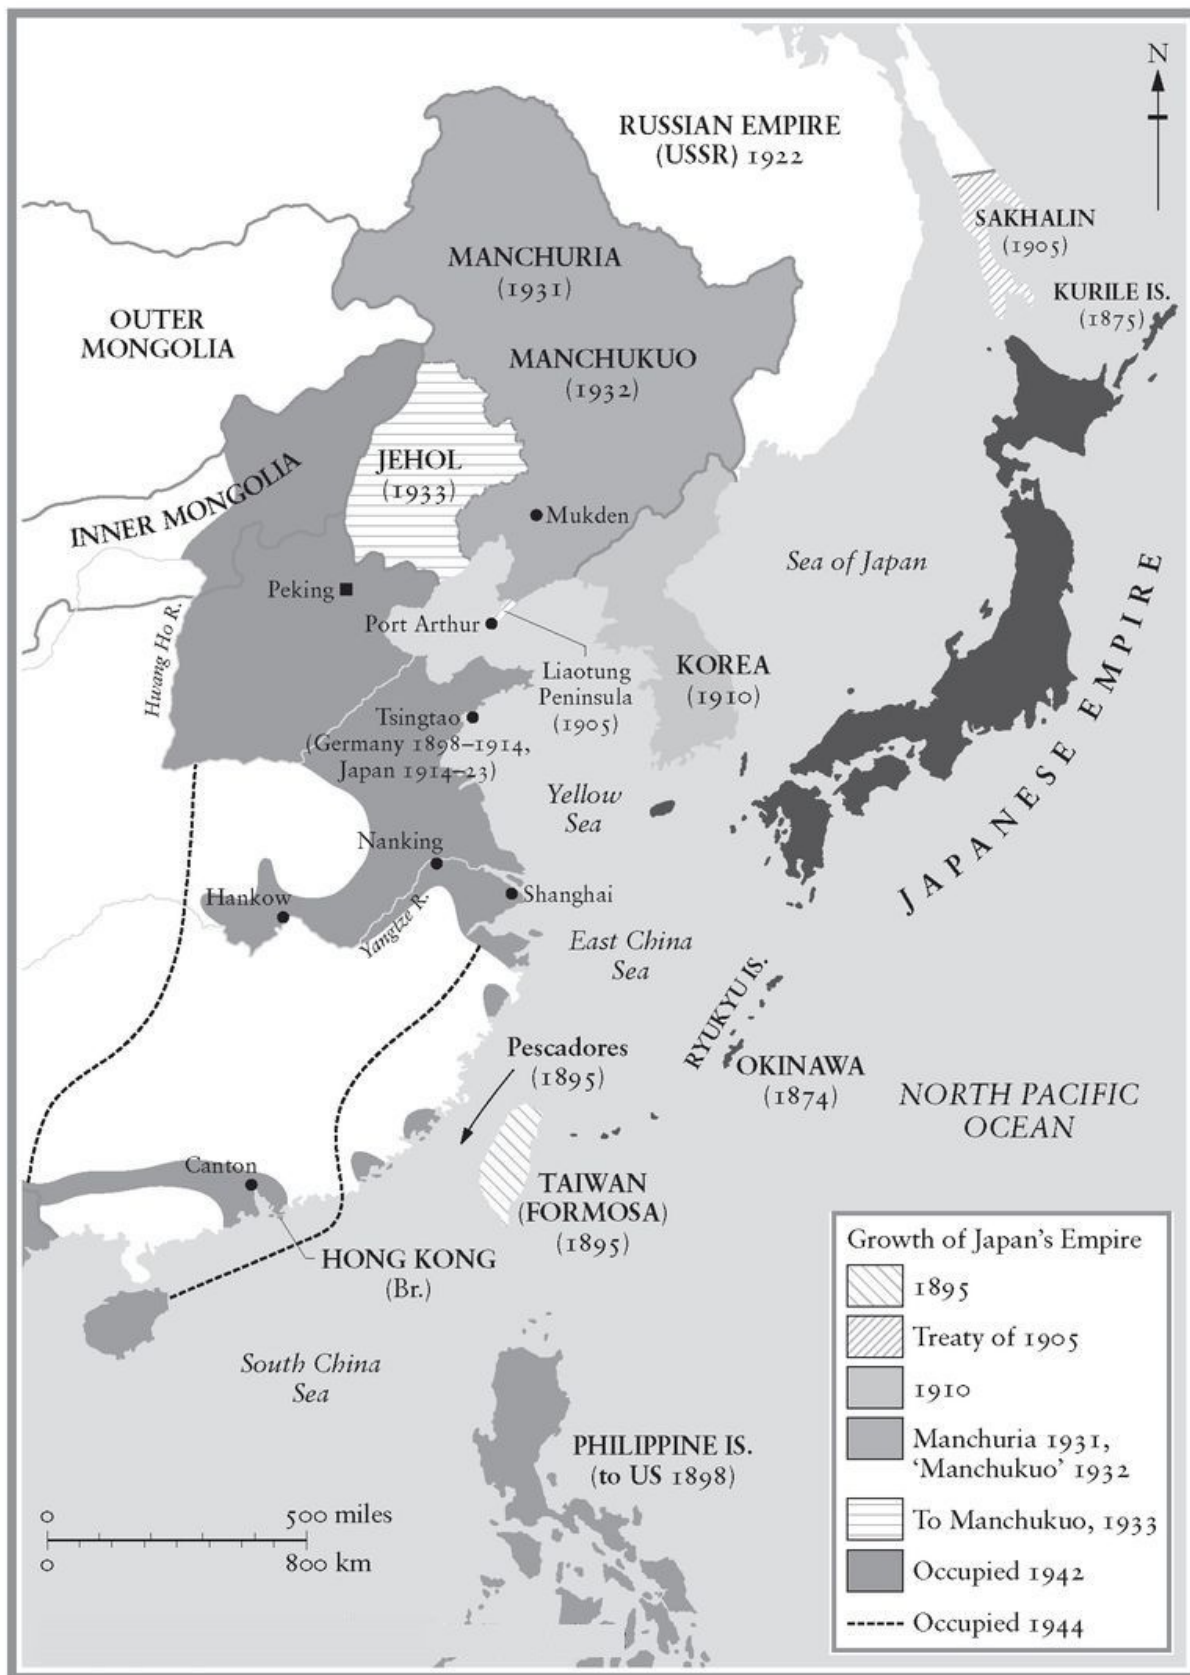 N
RUSSIAN EMPIRE
(USSR) 1922
SAKHALIN
(1905)
KURILE IS.
(1875)
MANCHURIA
(1931)
OUTER
MONGOLIA
MANCHUKUO
(1932)
JEHOL
(1933)
INNER MONGOLIA
Mukden
Sea of Japan
Peking
Port Arthur
Hwang Ho R.
Liaotung
Peninsula
(1905)
KOREA
(1910)
JAPANESE EMPIRE
Tsingtao
(Germany 1898–1914,
Japan 1914–23)
Yellow
Sea
Nanking
Hankow
Shanghai
Yangtze R.
East China
Sea
RYUKYU IS.
Pescadores
(1895)
OKINAWA
(1874)
NORTH PACIFIC
OCEAN
Canton
TAIWAN
(FORMOSA)
(1895)
HONG KONG
(Br.)
South China
Sea
PHILIPPINE IS.
(to US 1898)
0 500 miles
0 800 km
Growth of Japan's Empire
1895
Treaty of 1905
1910
Manchuria 1931,
'Manchukuo' 1932
To Manchukuo, 1933
Occupied 1942
Occupied 1944